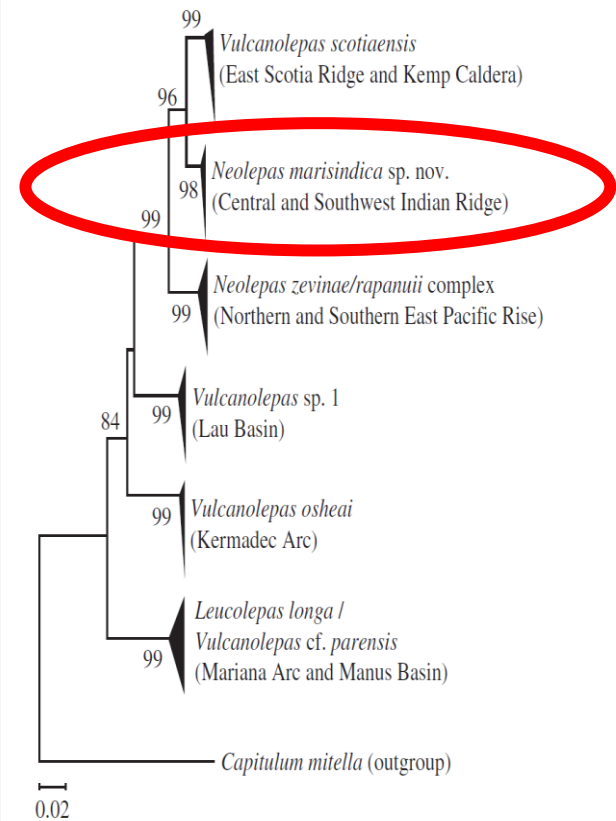 99
Vulcanolepas scotiaensis
(East Scotia Ridge and Kemp Caldera)
96
Neolepas marisindica sp. nov.
98
(Central and Southwest Indian Ridge)
99
Neolepas zevinae/rapanuii complex
99
(Northern and Southern East Pacific Rise)
Vulcanolepas sp. 1
99
(Lau Basin)
84
Vulcanolepas osheai
99
(Kermadec Arc)
Leucolepas longa /
Vulcanolepas cf. parensis
99
(Mariana Arc and Manus Basin)
Capitulum mitella (outgroup)
0.02